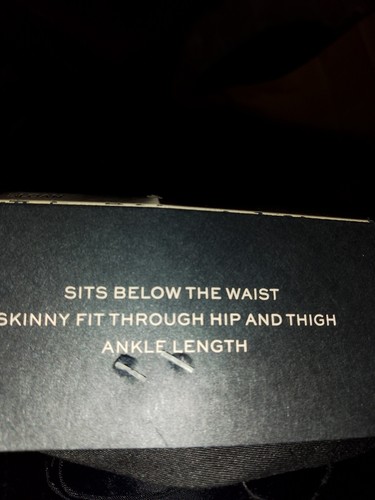 SITS BELOW THE WAIST
SKINNY FIT THROUGH HIP AND THIGH
ANKLE LENGTH